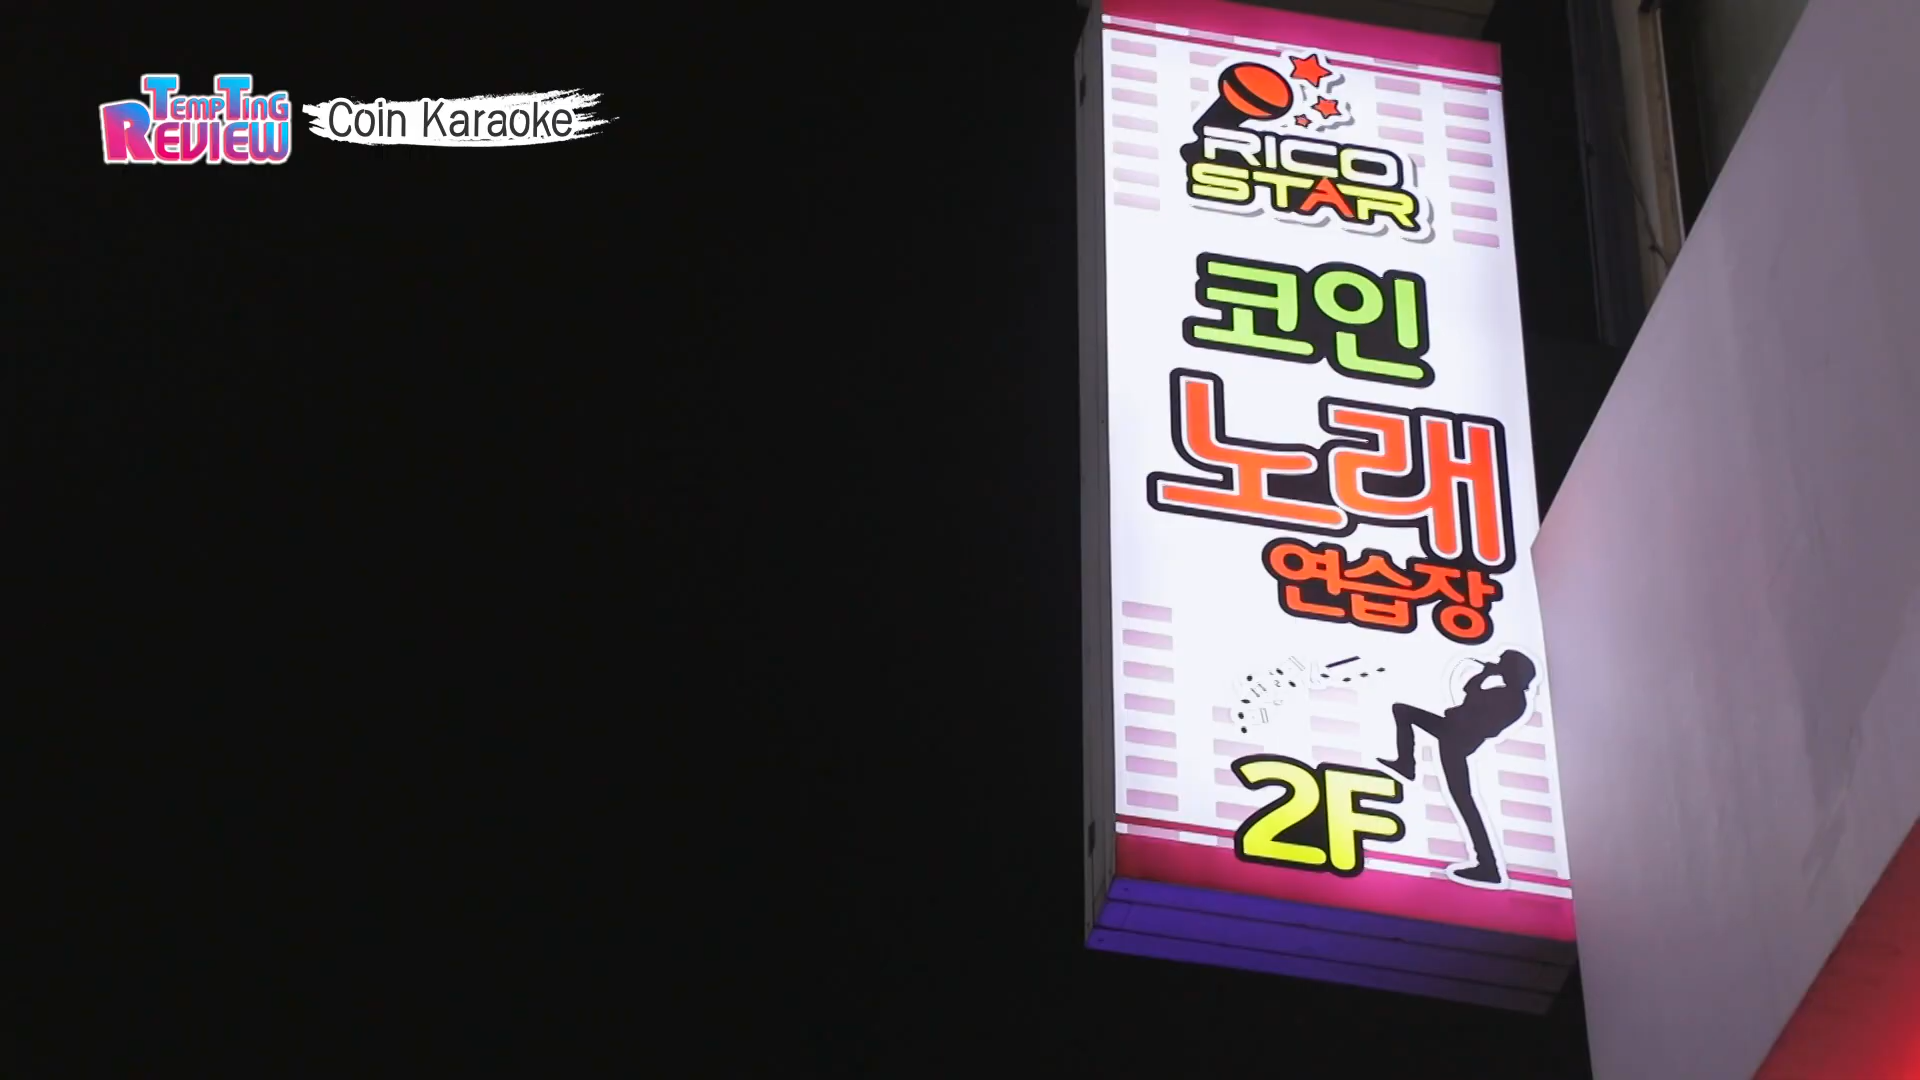 TEMPTING
REVIEW
Coin Karaoke
RICO
STAR
코인
노래
연습장
2F